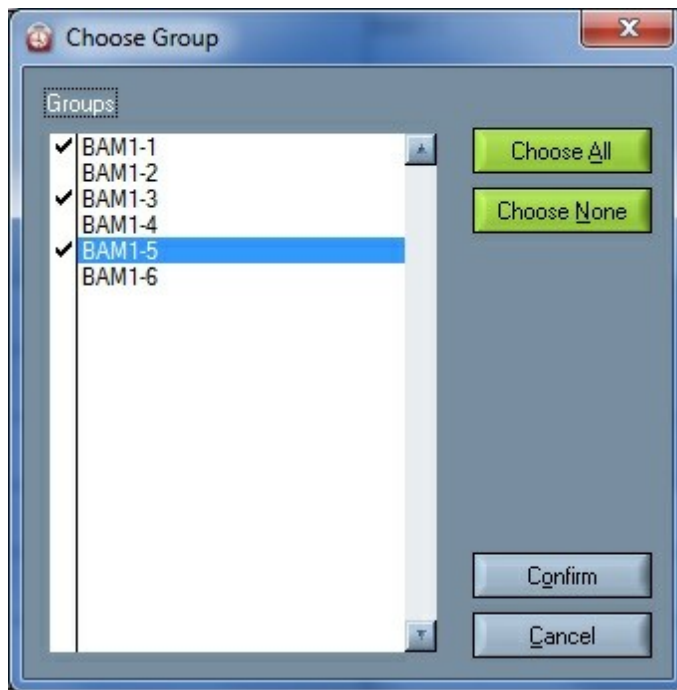 Choose Group
Groups
BAM1-1
BAM1-2
BAM1-3
BAM1-4
BAM1-5
BAM1-6
Choose All
Choose None
Confirm
Cancel